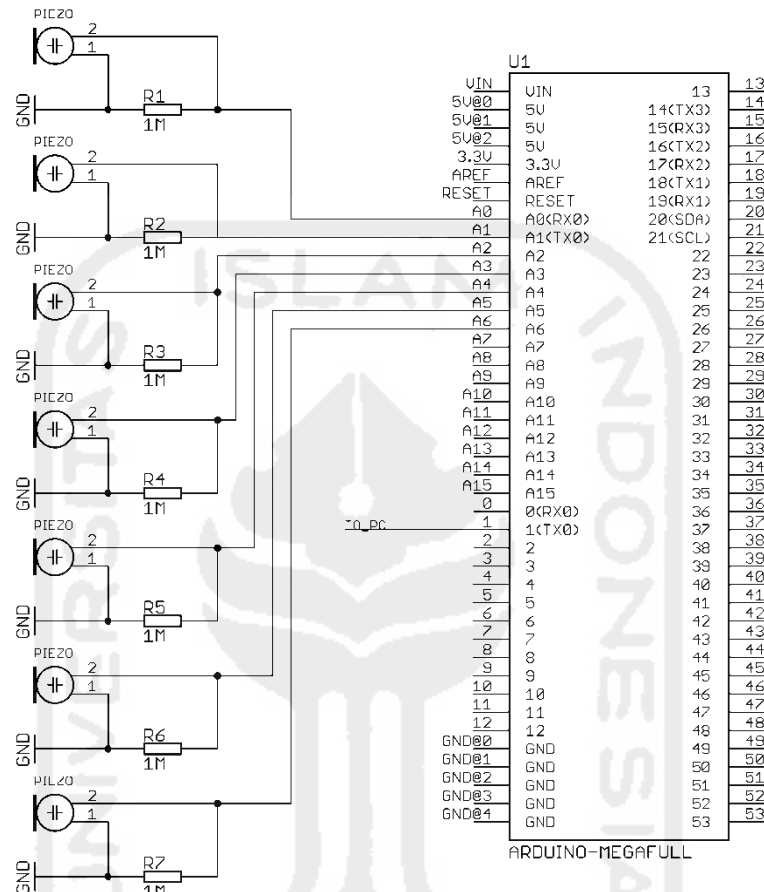 PIEZO
2
1
GND
R1
1M
PIEZO
2
1
GND
R2
1M
PIEZO
2
1
GND
R3
1M
PIEZO
2
1
GND
R4
1M
PIEZO
2
1
GND
R5
1M
PIEZO
2
1
GND
R6
1M
PIEZO
2
1
GND
R7
1M
U1
VIN VIN 13 13
5V@0 5V 14(TX3) 14
5V@1 5V 15(RX3) 15
5V@2 5V 16(TX2) 16
3.3V 3.3V 17(RX2) 17
AREF AREF 18(TX1) 18
RESET RESET 19(RX1) 19
A0 A0(RX0) 20(SDA) 20
A1 A1(TX0) 21(SCL) 21
A2 A2 22 22
A3 A3 23 23
A4 A4 24 24
A5 A5 25 25
A6 A6 26 26
A7 A7 27 27
A8 A8 28 28
A9 A9 29 29
A10 A10 30 30
A11 A11 31 31
A12 A12 32 32
A13 A13 33 33
A14 A14 34 34
A15 A15 35 35
0 0(RX0) 36 36
TO_PC 1 1(TX0) 37 37
2 2 38 38
3 3 39 39
4 4 40 40
5 5 41 41
6 6 42 42
7 7 43 43
8 8 44 44
9 9 45 45
10 10 46 46
11 11 47 47
12 12 48 48
GND@0 GND 49 49
GND@1 GND 50 50
GND@2 GND 51 51
GND@3 GND 52 52
GND@4 GND 53 53
ARDUINO-MEGAFULL
UNIVERSITAS
ISLAM
INDONESIA